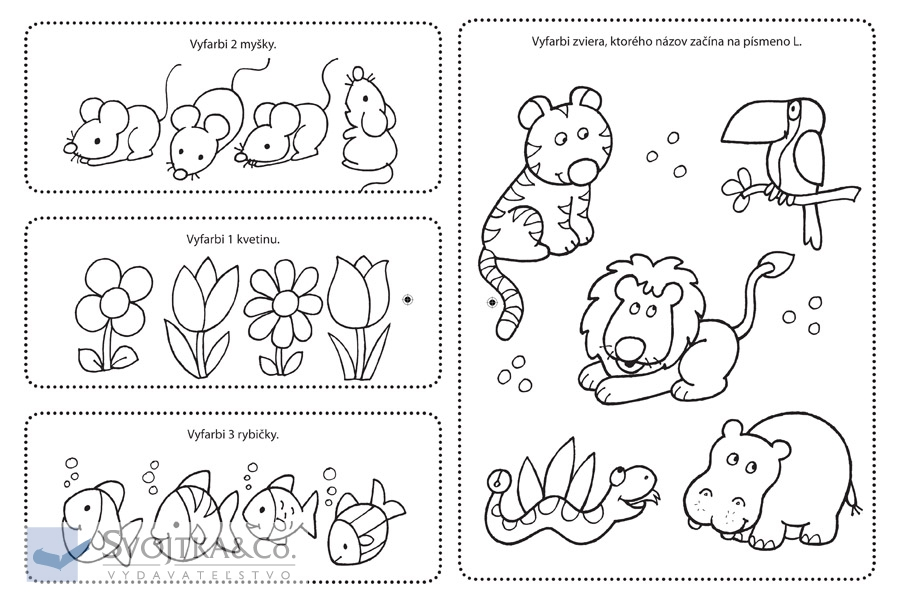 Vyfarbi 2 myšky.
Vyfarbi 1 kvetinu.
Vyfarbi 3 rybičky.
SVOJTKA&CO.
VYDAVATEĽSTVO
Vyfarbi zviera, ktorého názov začína na písmeno L.